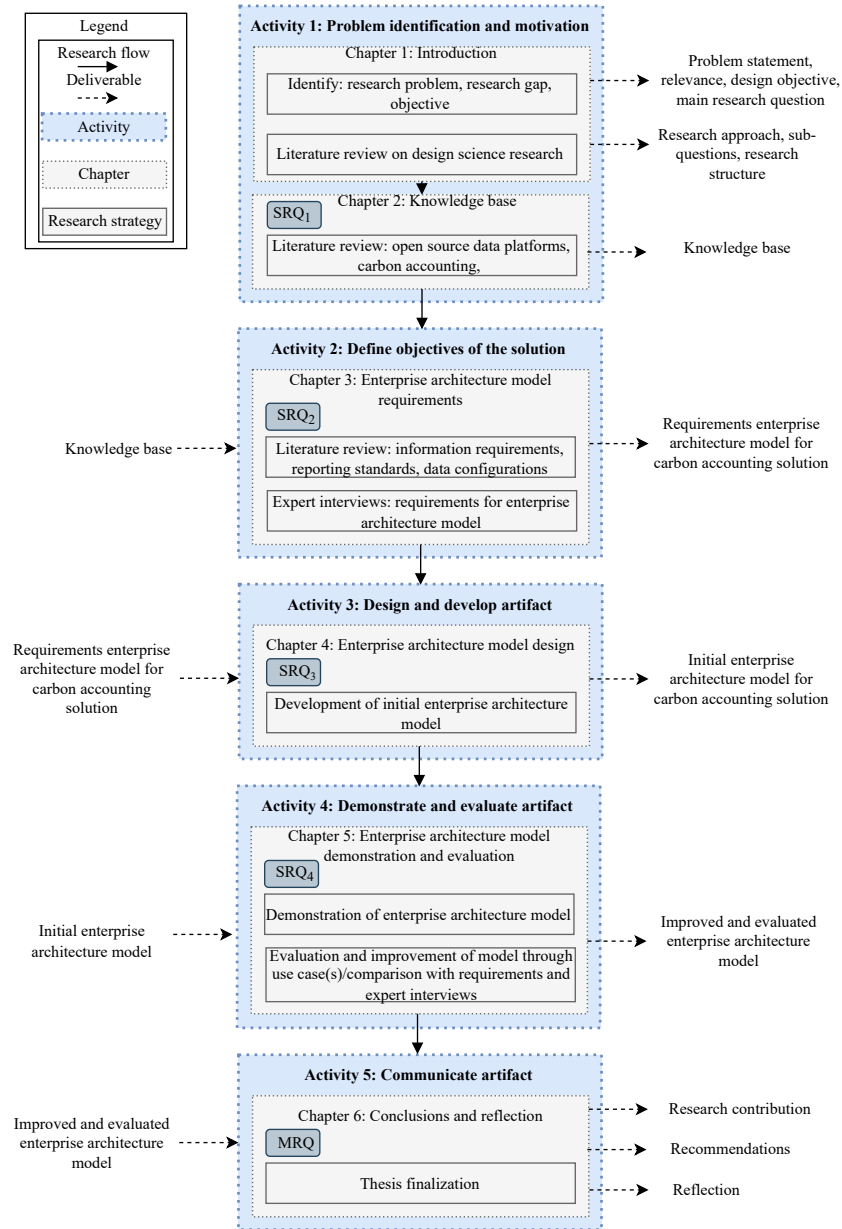 Legend
Research flow
Deliverable
Activity
Chapter
Research strategy
Activity 1: Problem identification and motivation
Chapter 1: Introduction
Identify: research problem, research gap,
objective
Problem statement,
relevance, design objective,
main research question
Literature review on design science research
Research approach, sub-
questions, research
structure
Chapter 2: Knowledge base
SRQ1
Literature review: open source data platforms,
carbon accounting,
Knowledge base
Activity 2: Define objectives of the solution
Chapter 3: Enterprise architecture model
requirements
SRQ2
Knowledge base
Literature review: information requirements,
reporting standards, data configurations
Expert interviews: requirements for enterprise
architecture model
Requirements enterprise
architecture model for
carbon accounting solution
Activity 3: Design and develop artifact
Requirements enterprise
architecture model for
carbon accounting
solution
Chapter 4: Enterprise architecture model design
SRQ3
Development of initial enterprise architecture
model
Initial enterprise
architecture model for
carbon accounting solution
Activity 4: Demonstrate and evaluate artifact
Chapter 5: Enterprise architecture model
demonstration and evaluation
SRQ4
Initial enterprise
architecture model
Demonstration of enterprise architecture model
Evaluation and improvement of model through
use case(s)/comparison with requirements and
expert interviews
Improved and evaluated
enterprise architecture
model
Activity 5: Communicate artifact
Improved and evaluated
enterprise architecture
model
Chapter 6: Conclusions and reflection
MRQ
Thesis finalization
Research contribution
Recommendations
Reflection